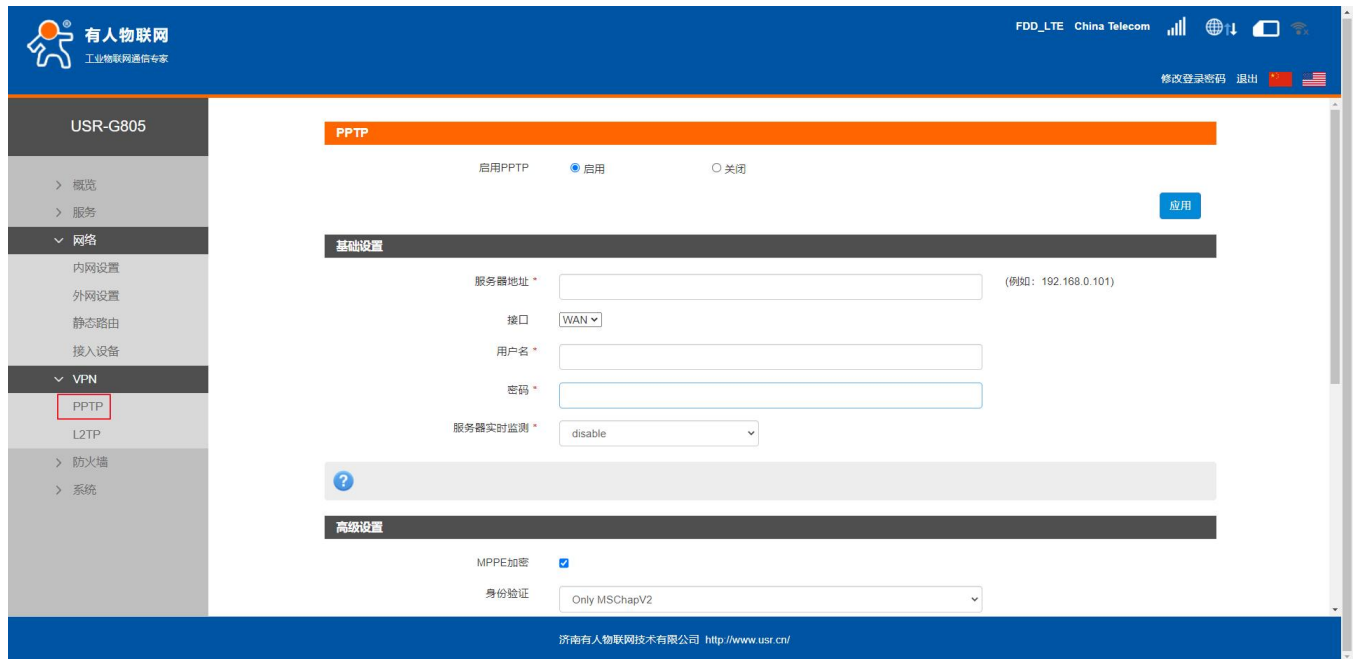 有人物联网
工业物联网通信专家
FDD_LTE China Telecom
修改登录密码 退出
USR-G805
概览
服务
网络
内网设置
外网设置
静态路由
接入设备
VPN
PPTP
L2TP
防火墙
系统
PPTP
启用PPTP 启用 关闭
应用
基础设置
服务器地址 * (例如：192.168.0.101)
接口 WAN
用户名 *
密码 *
服务器实时监测 * disable
高级设置
MPPE加密
身份验证 Only MSChapV2
济南有人物联网技术有限公司 http://www.usr.cn/